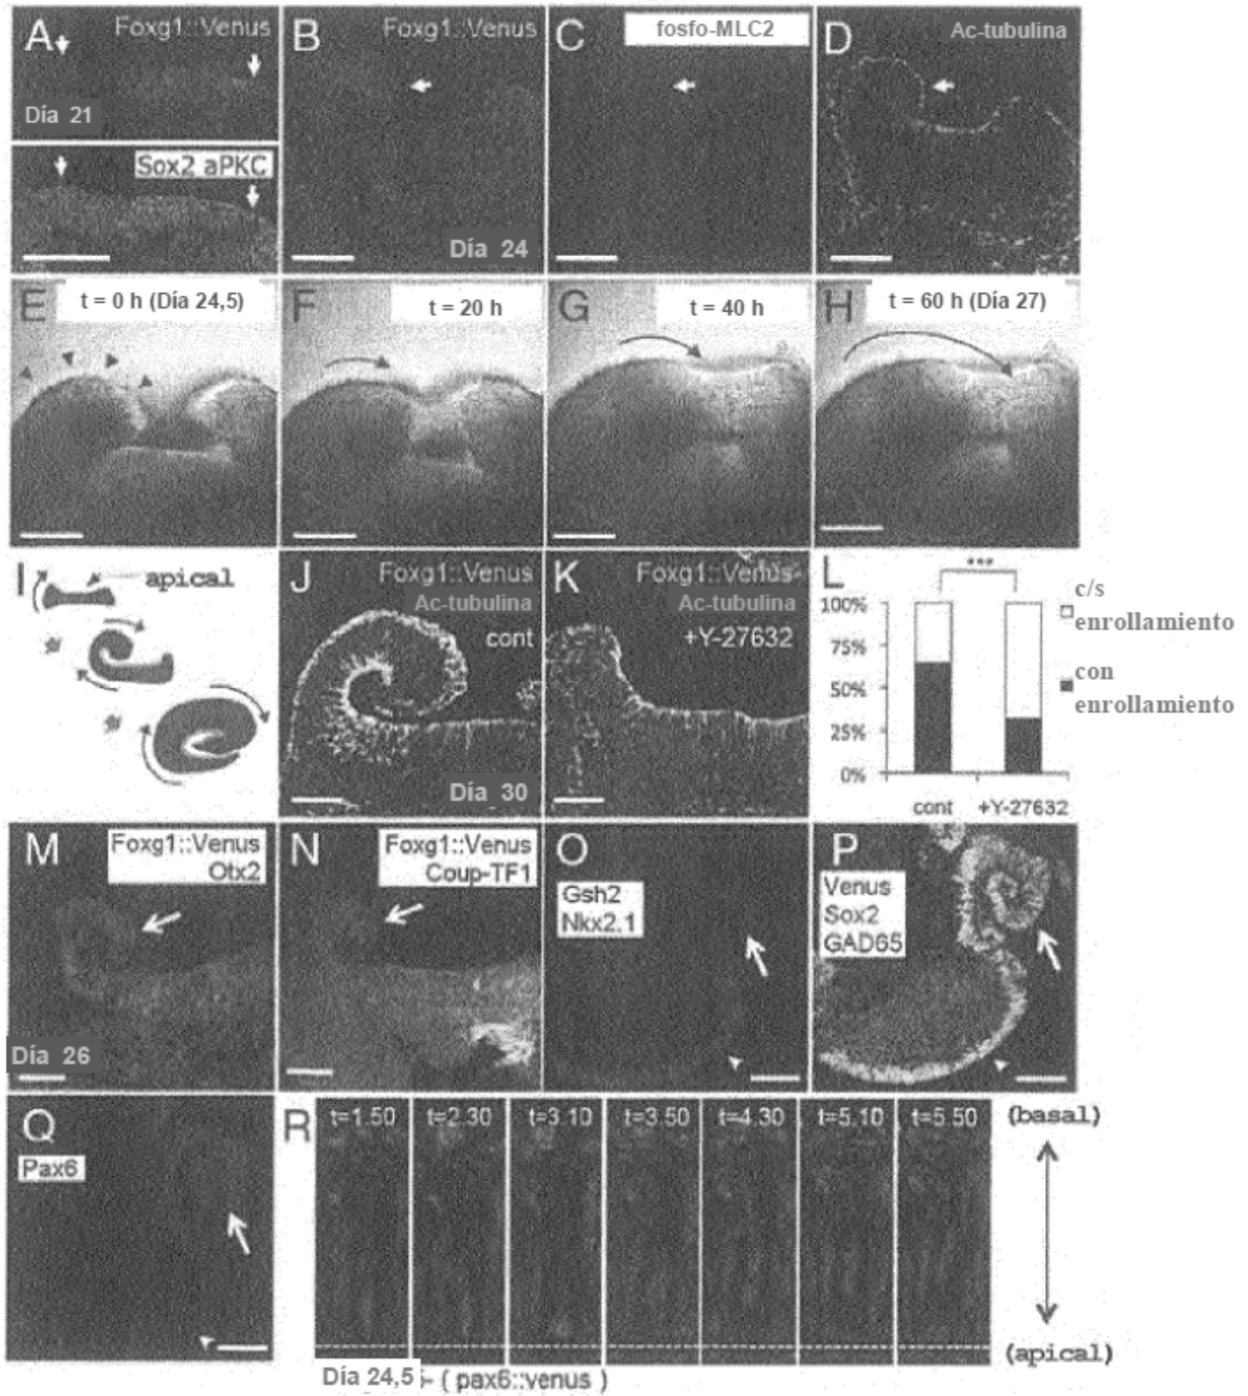 A Foxg1::Venus
Día 21
Sox2 aPKC
B Foxg1::Venus
Día 24
C fosfo-MLC2
D Ac-tubulina
E t = 0 h (Día 24,5)
F t = 20 h
G t = 40 h
H t = 60 h (Día 27)
I apical
J Foxg1::Venus
Ac-tubulina
cont
Día 30
K Foxg1::Venus
Ac-tubulina
+Y-27632
L
***
100%
75%
50%
25%
0%
cont +Y-27632
c/s
enrollamiento
con
enrollamiento
M Foxg1::Venus
Otx2
Día 26
N Foxg1::Venus
Coup-TF1
O
Gsh2
Nkx2.1
P
Venus
Sox2
GAD65
Q
Pax6
R t=1.50 t=2.30 t=3.10 t=3.50 t=4.30 t=5.10 t=5.50
(basal)
(apical)
Día 24,5 ( pax6::venus )